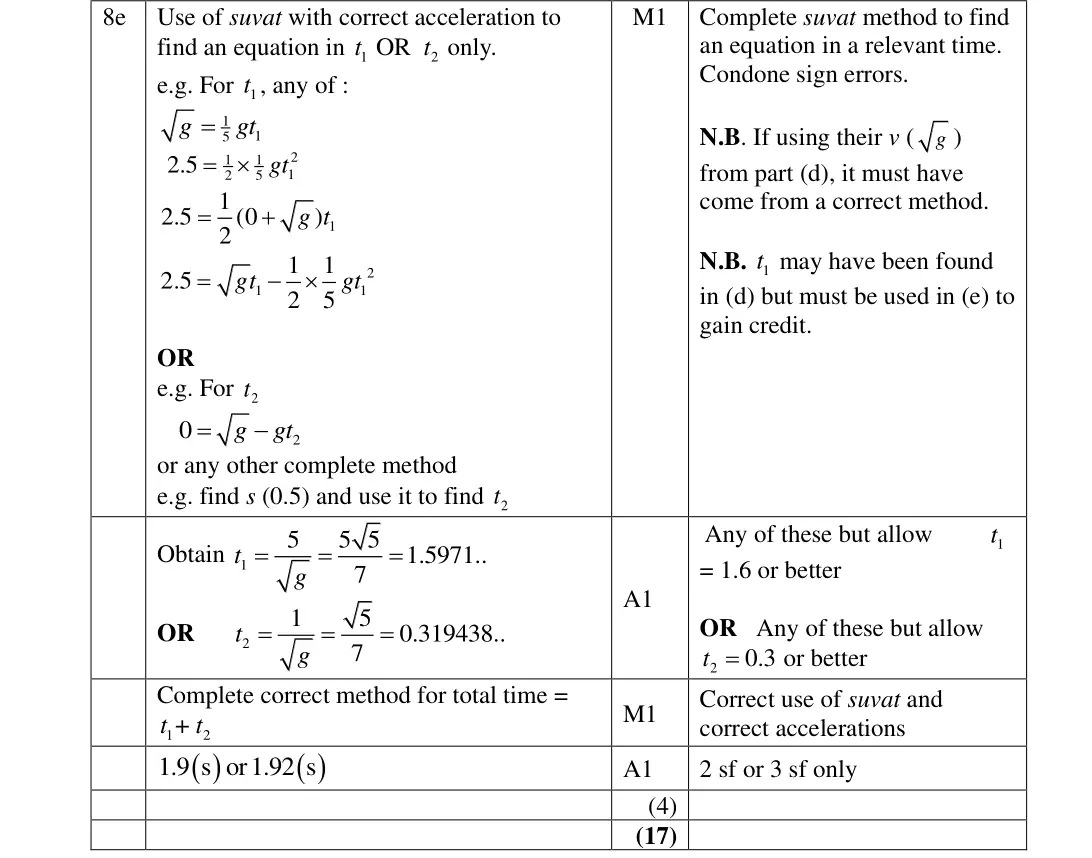 8e
Use of suvat with correct acceleration to
find an equation in t₁ OR t₂ only.
e.g. For t₁, any of :
√g = 1/5 gt₁
2.5 = 1/2 × 1/5 gt₁²
2.5 = 1/2 (0 + √g)t₁
2.5 = √gt₁ − 1/2 × 1/5 gt₁²
OR
e.g. For t₂
0 = √g − gt₂
or any other complete method
e.g. find s (0.5) and use it to find t₂
M1
Complete suvat method to find
an equation in a relevant time.
Condone sign errors.
N.B. If using their v (√g)
from part (d), it must have
come from a correct method.
N.B. t₁ may have been found
in (d) but must be used in (e) to
gain credit.
Obtain t₁ = 5/√g = 5√5/7 = 1.5971..
OR t₂ = 1/√g = √5/7 = 0.319438..
A1
Any of these but allow t₁
= 1.6 or better
OR Any of these but allow
t₂ = 0.3 or better
Complete correct method for total time =
t₁+ t₂
M1
Correct use of suvat and
correct accelerations
1.9(s) or 1.92(s)
A1
2 sf or 3 sf only
(4)
(17)